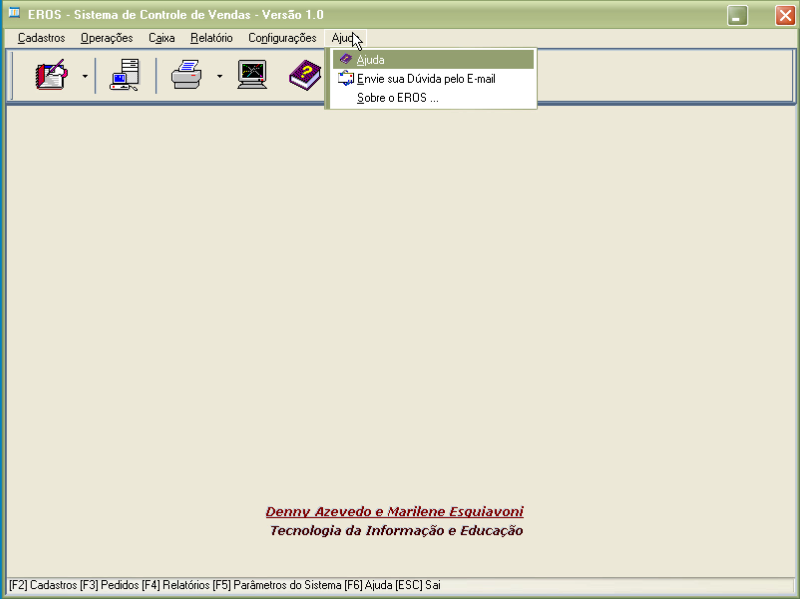 EROS - Sistema de Controle de Vendas - Versão 1.0
Cadastros Operações Caixa Relatório Configurações Ajuda
Ajuda
Envie sua Dúvida pelo E-mail
Sobre o EROS ...
Denny Azevedo e Marilene Esquiavoni
Tecnologia da Informação e Educação
[F2] Cadastros [F3] Pedidos [F4] Relatórios [F5] Parâmetros do Sistema [F6] Ajuda [ESC] Sai